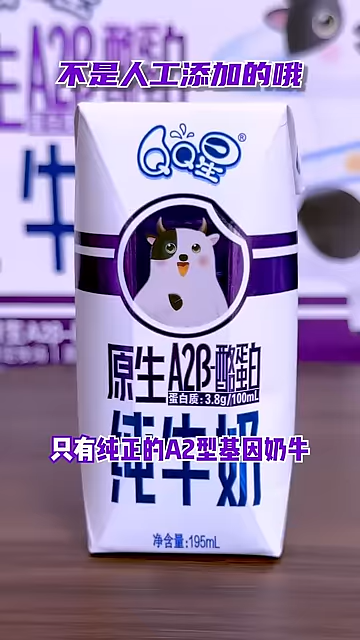 不是人工添加的哦
QQ星®
原生A2β-酪蛋白
蛋白质:3.8g/100mL
纯牛奶
只有纯正的A2型基因奶牛
净含量:195mL